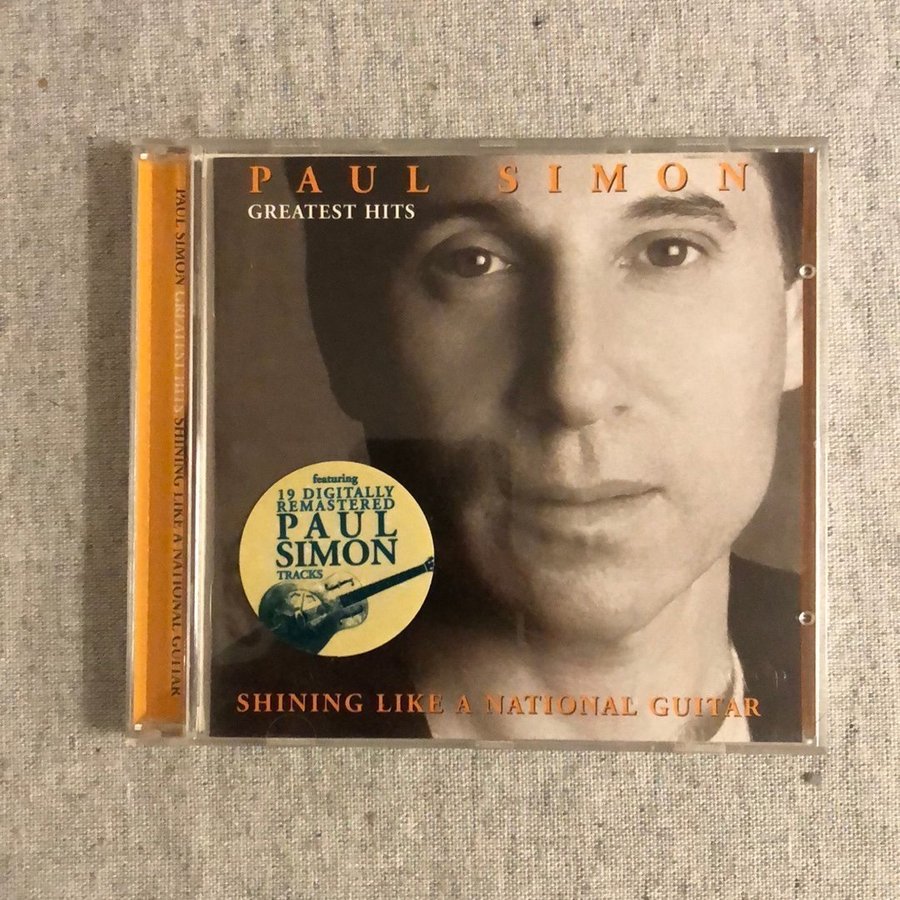 PAUL SIMON
GREATEST HITS
PAUL SIMON GREATEST HITS SHINING LIKE A NATIONAL GUITAR
featuring
19 DIGITALLY
REMASTERED
PAUL
SIMON
TRACKS
SHINING LIKE A NATIONAL GUITAR